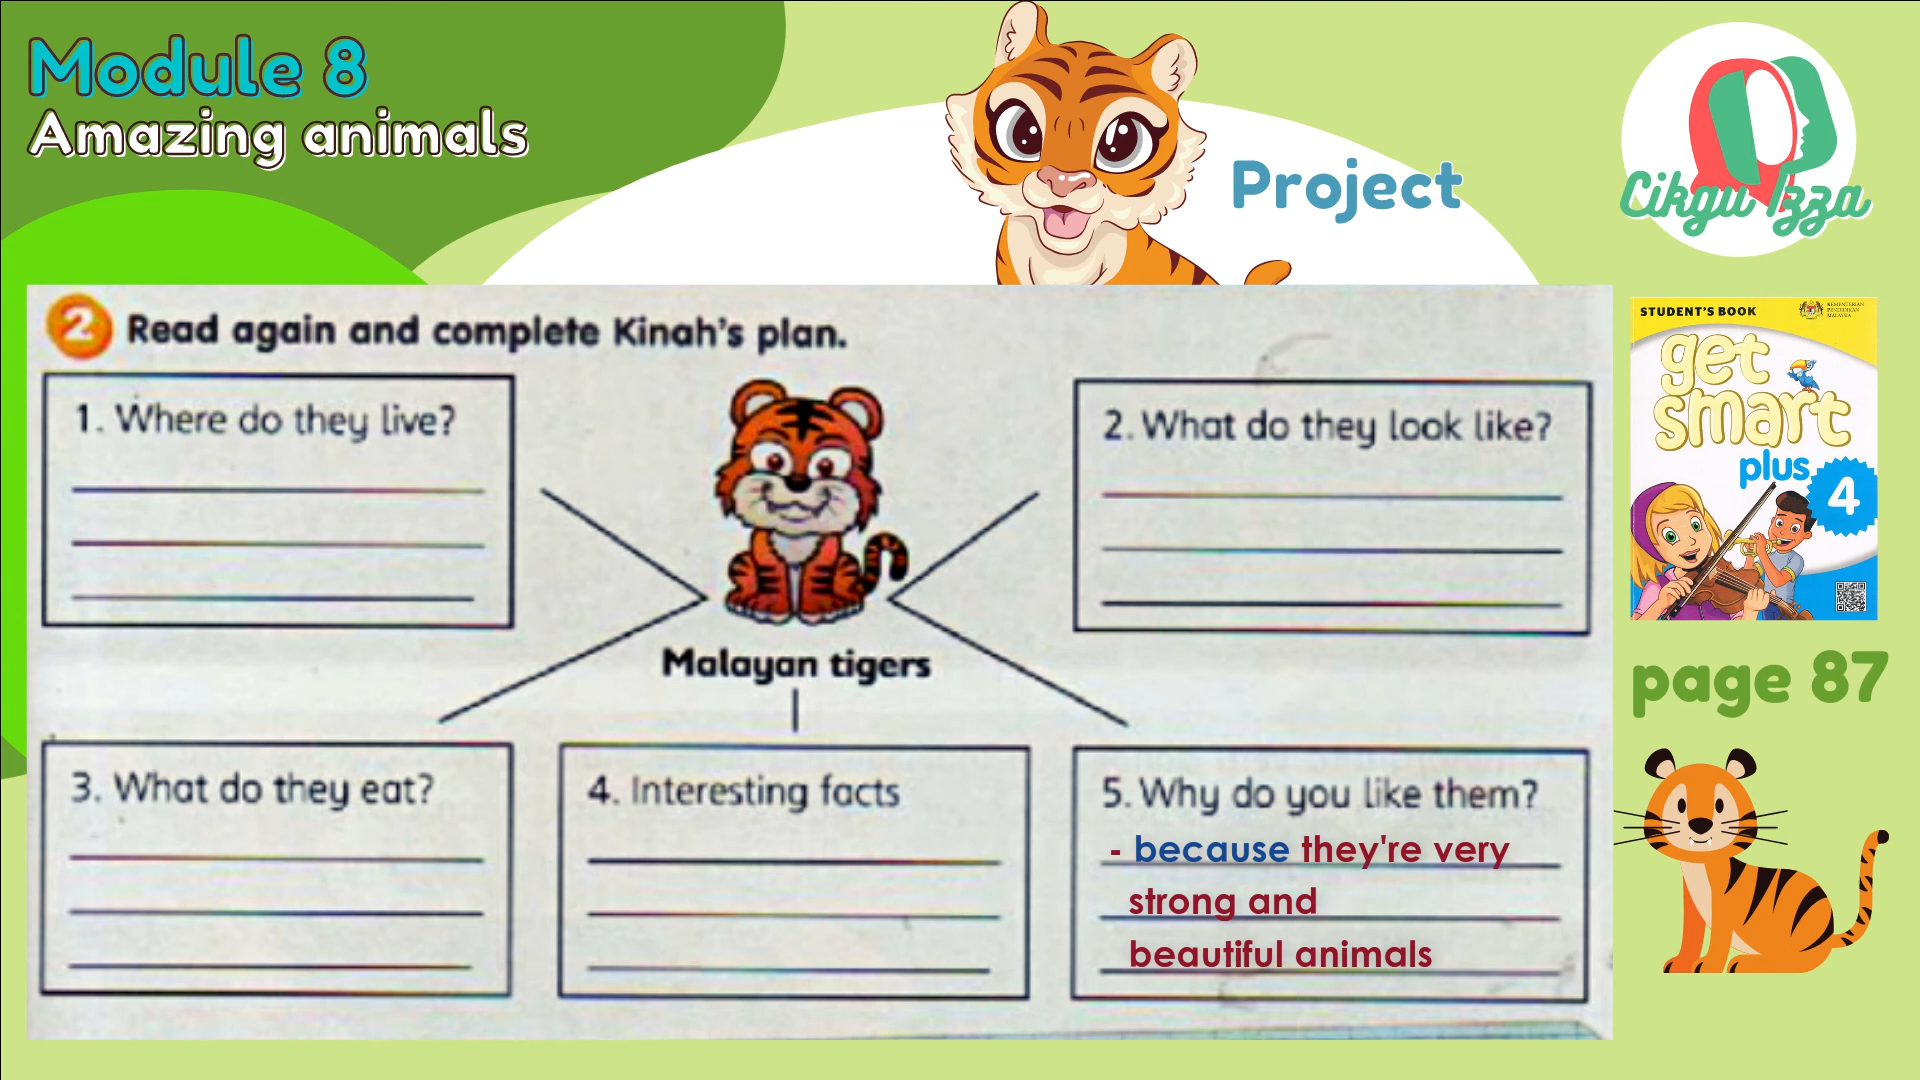 Module 8
Amazing animals
Project
Cikgu Izza
2 Read again and complete Kinah's plan.
1. Where do they live?
2. What do they look like?
Malayan tigers
3. What do they eat?
4. Interesting facts
5. Why do you like them?
- because they're very
strong and
beautiful animals
STUDENT'S BOOK
KEMENTERIAN
PENDIDIKAN
MALAYSIA
get
smart
plus
4
page 87